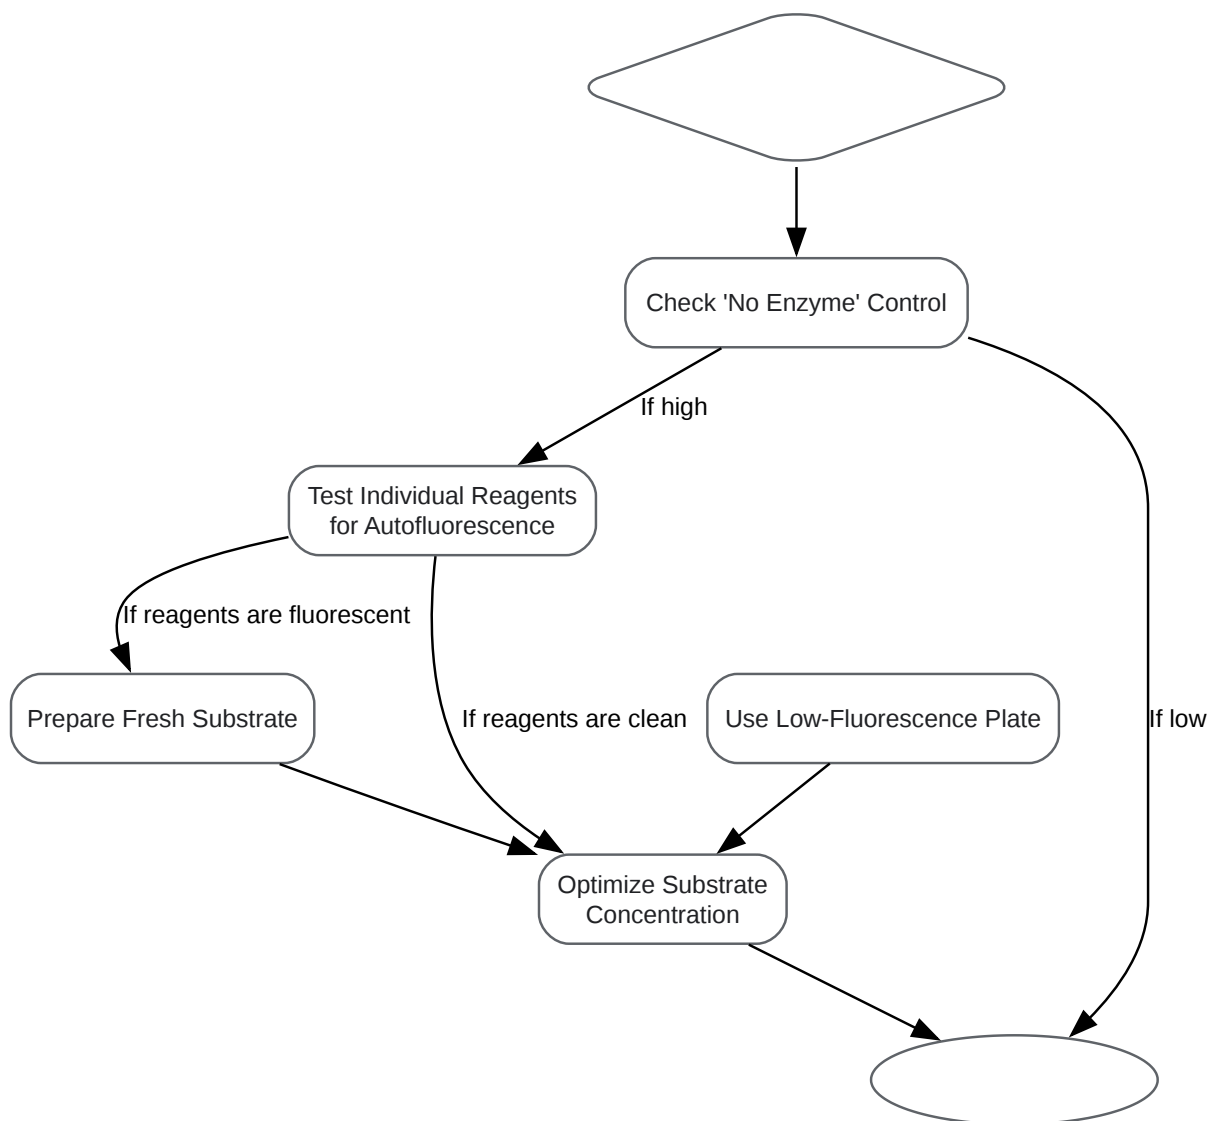 Check 'No Enzyme' Control
If high
Test Individual Reagents
for Autofluorescence
If reagents are fluorescent
Prepare Fresh Substrate
If reagents are clean
Use Low-Fluorescence Plate
If low
Optimize Substrate
Concentration